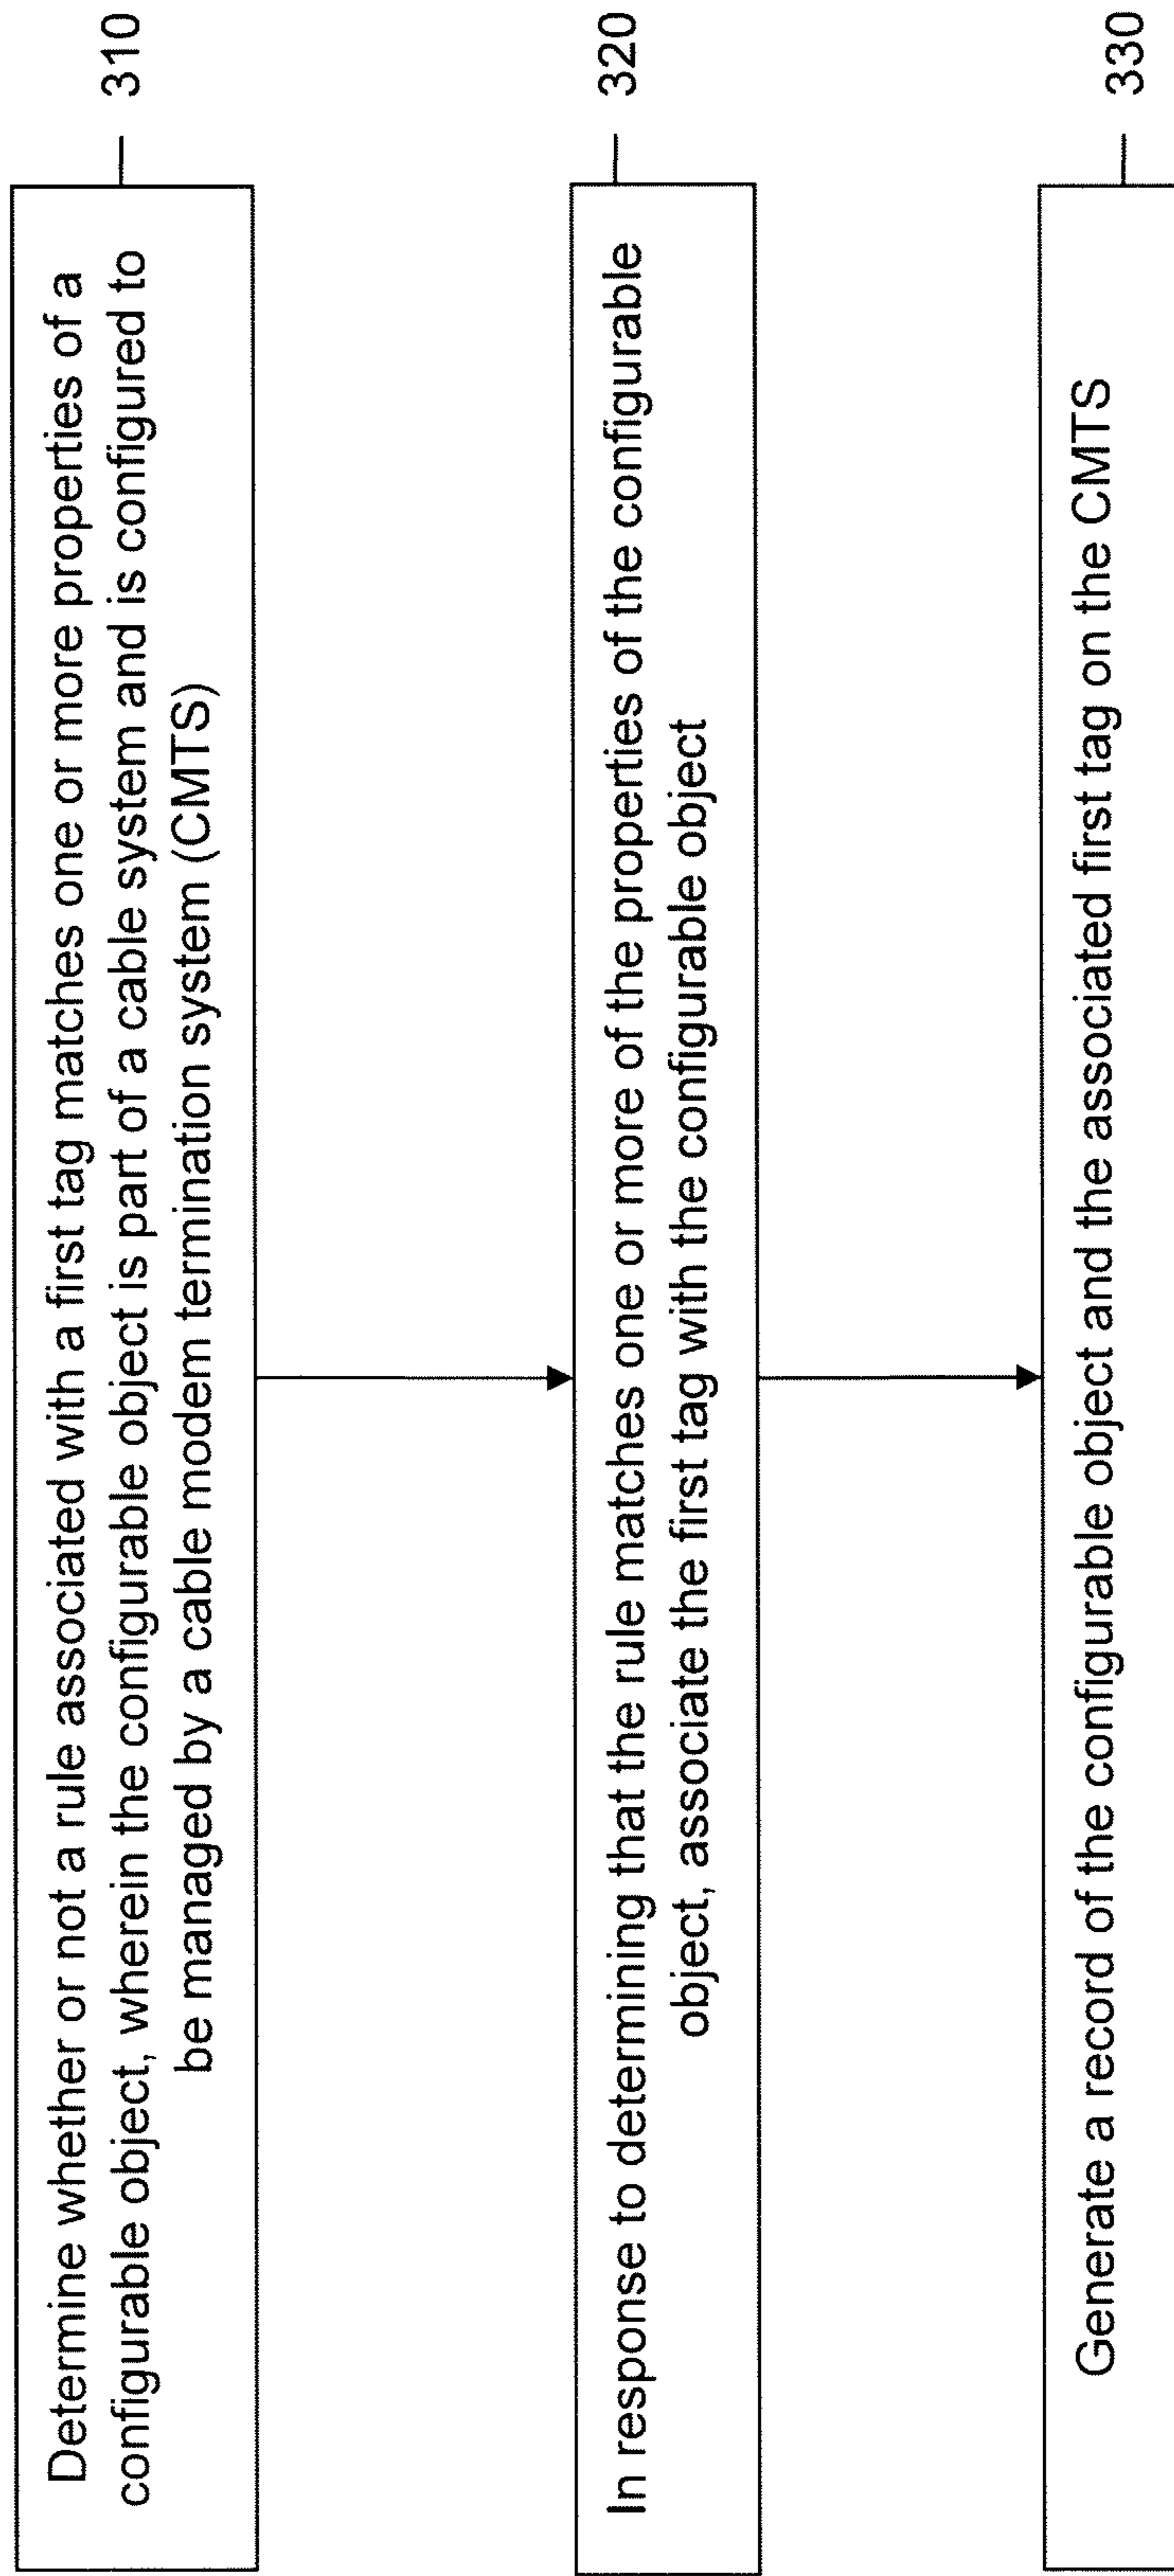 Determine whether or not a rule associated with a first tag matches one or more properties of a
configurable object, wherein the configurable object is part of a cable system and is configured to
be managed by a cable modem termination system (CMTS)
310
In response to determining that the rule matches one or more of the properties of the configurable
object, associate the first tag with the configurable object
320
Generate a record of the configurable object and the associated first tag on the CMTS
330